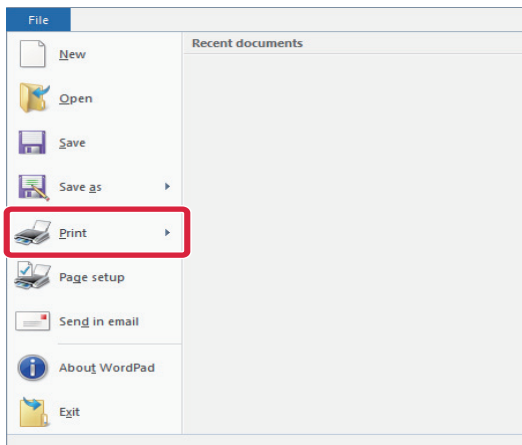 File
Recent documents
New
Open
Save
Save as
Print
Page setup
Send in email
About WordPad
Exit